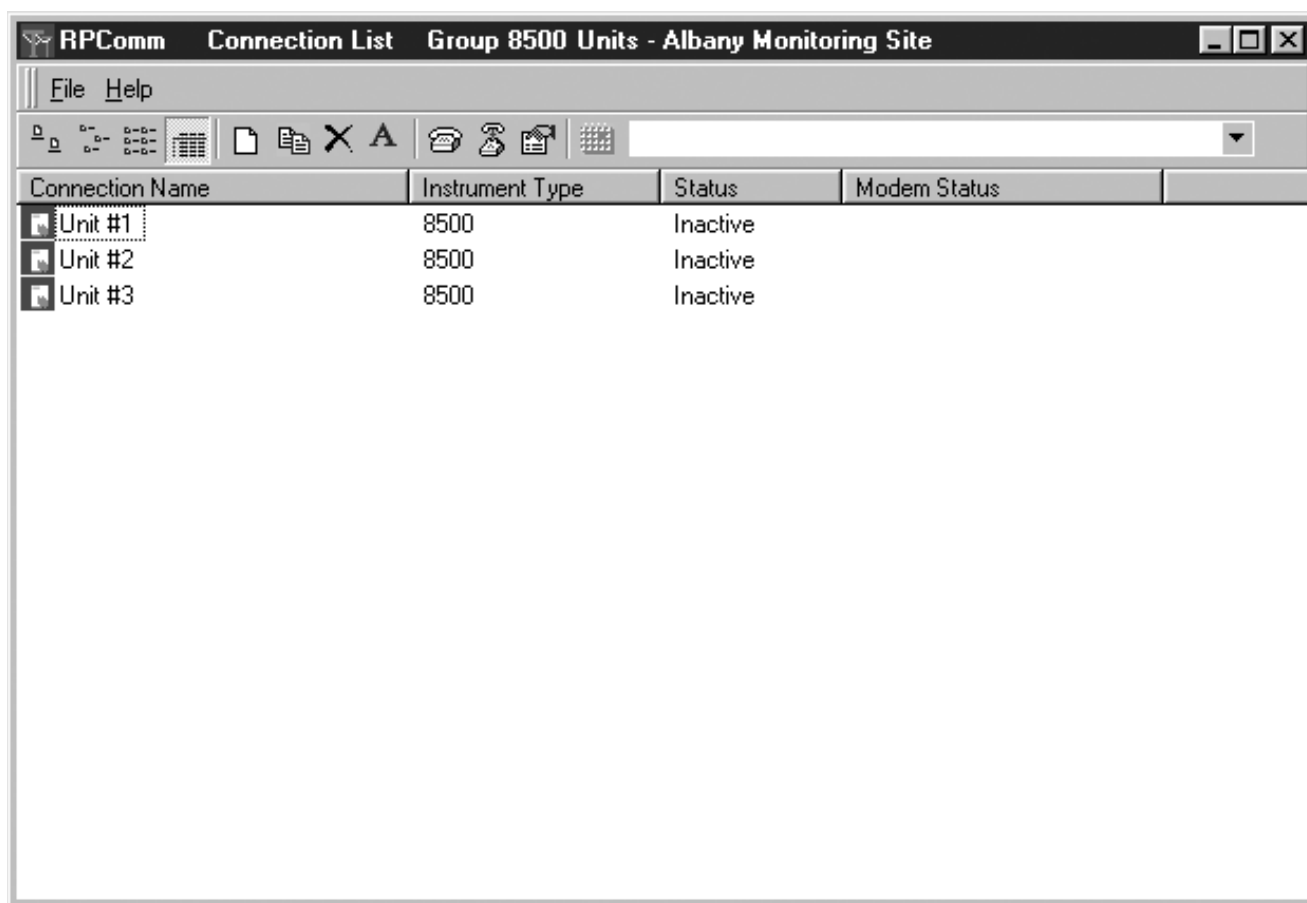 RPComm Connection List Group 8500 Units - Albany Monitoring Site
File Help
A
Connection Name Instrument Type Status Modem Status
Unit #1 8500 Inactive
Unit #2 8500 Inactive
Unit #3 8500 Inactive